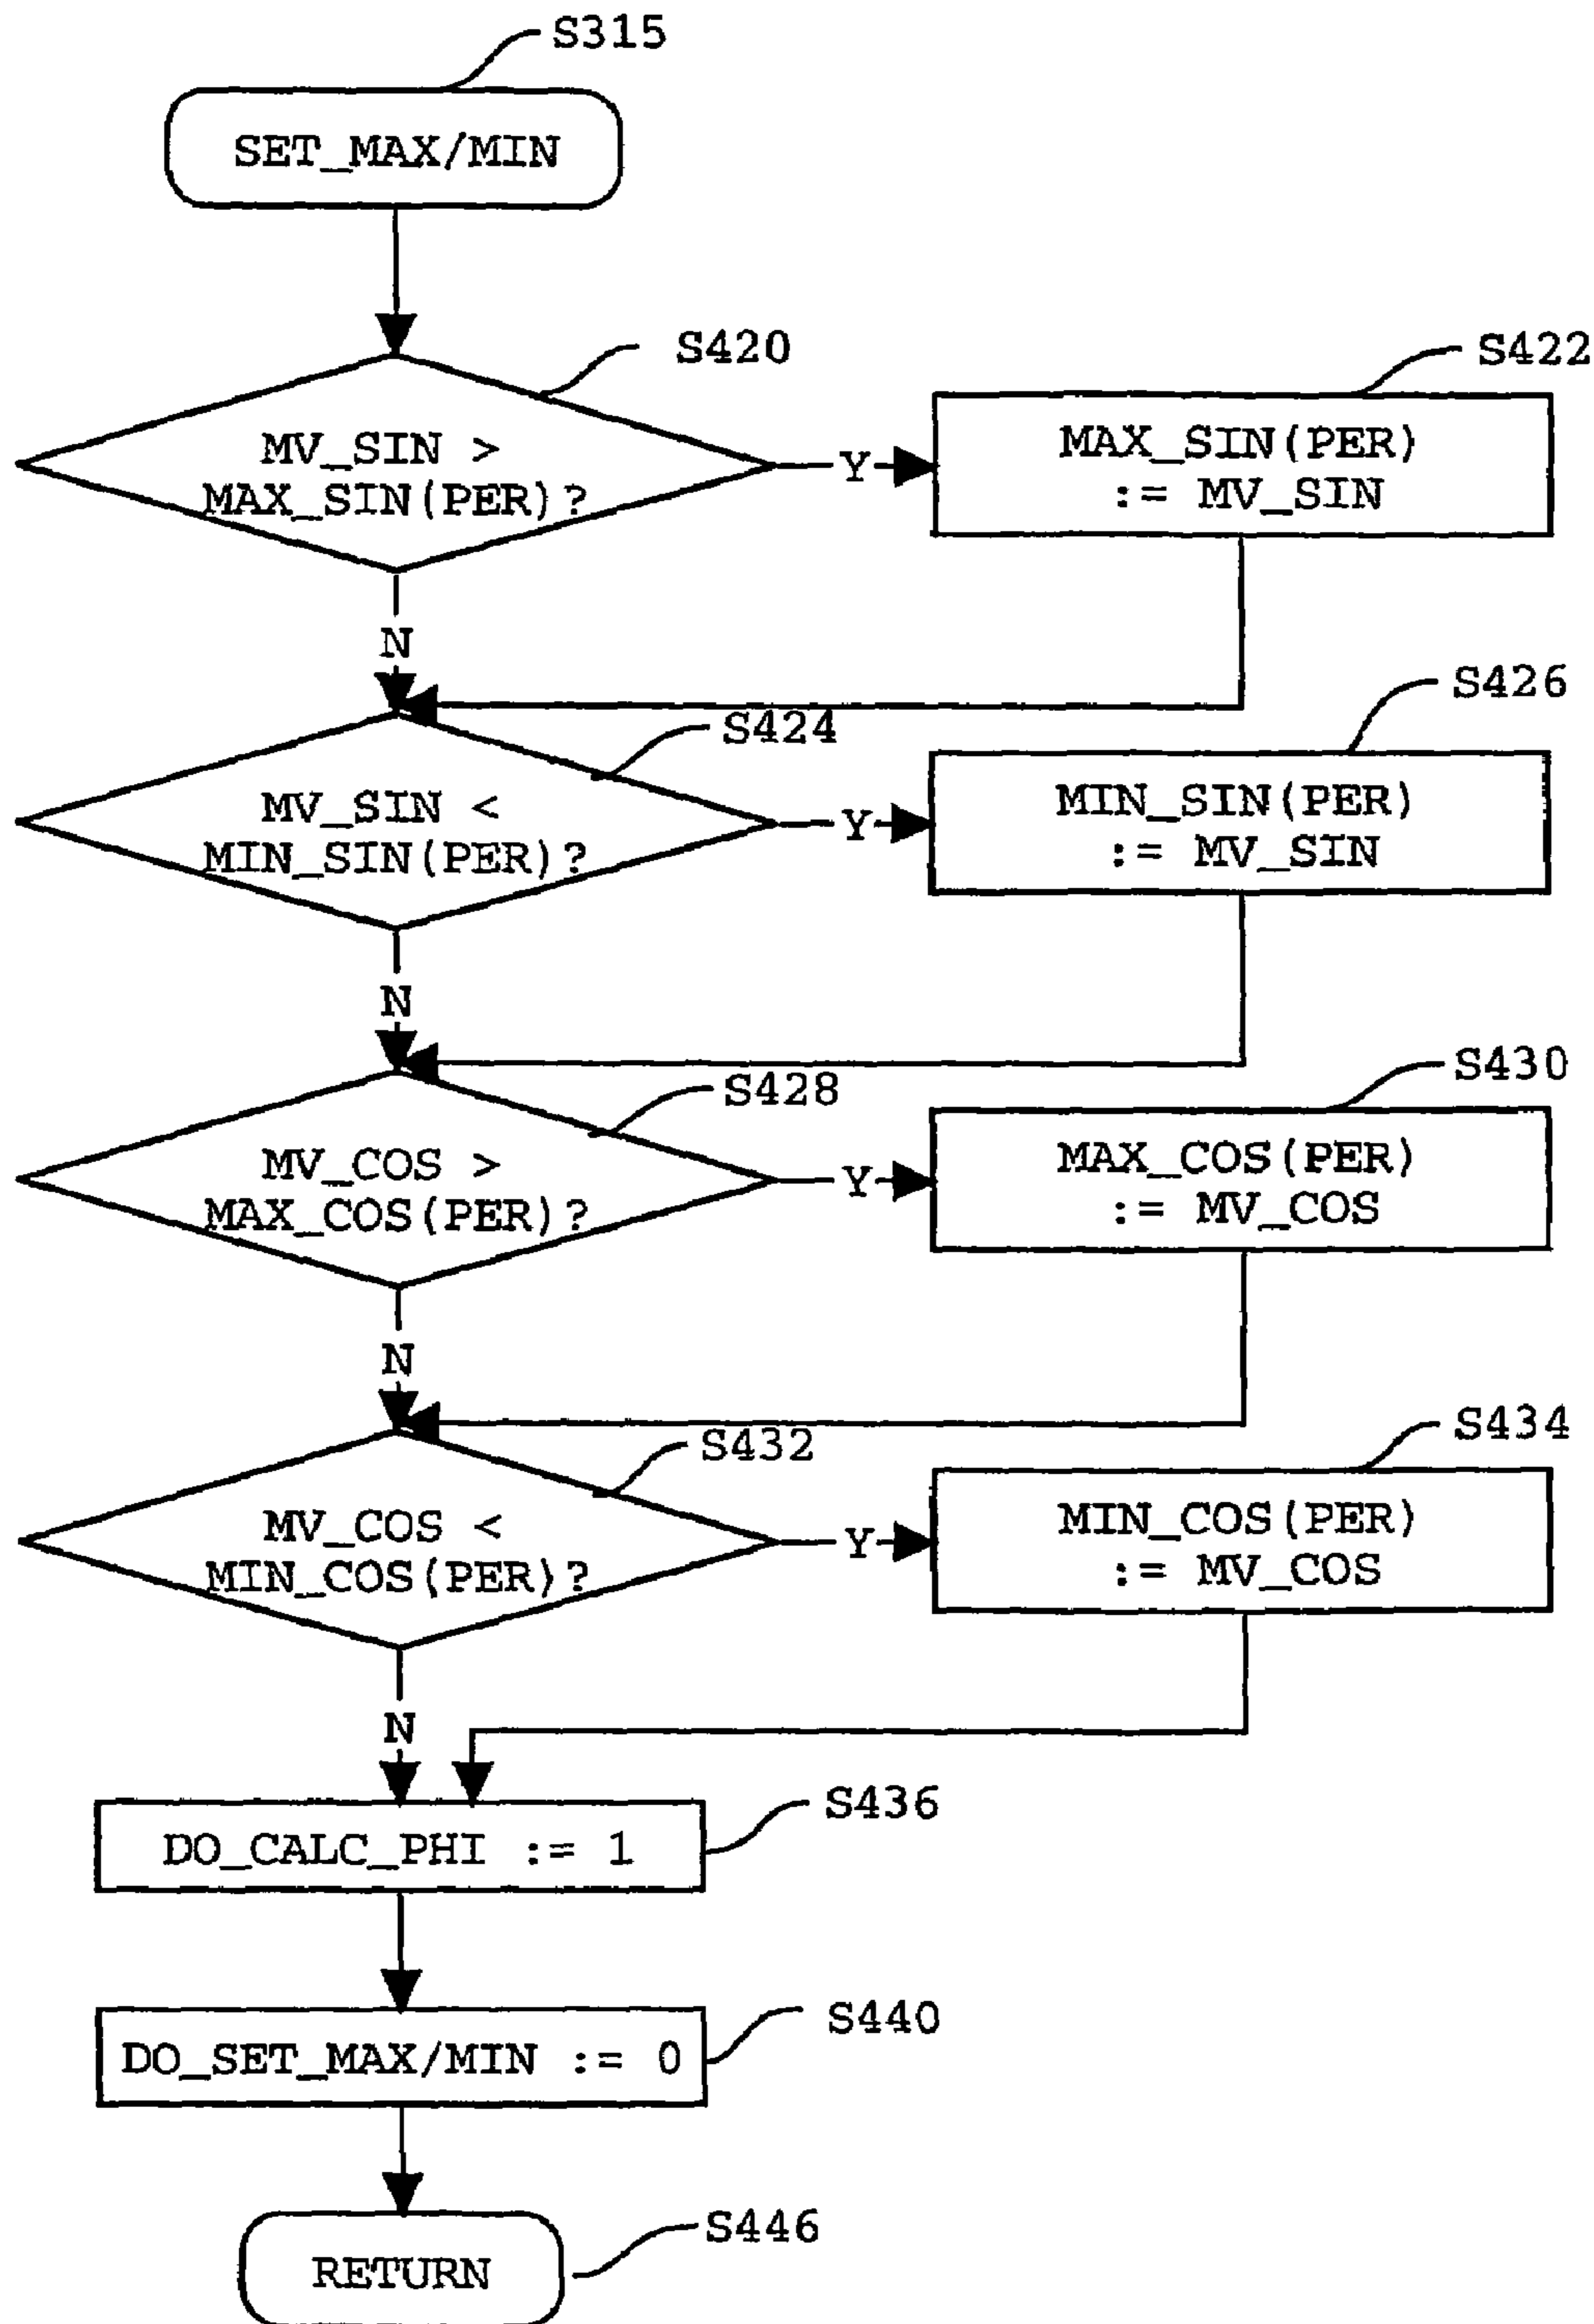 S315
SET_MAX/MIN
S420
MV_SIN >
MAX_SIN(PER)?
Y
S422
MAX_SIN(PER)
:= MV_SIN
N
S424
MV_SIN <
MIN_SIN(PER)?
Y
S426
MIN_SIN(PER)
:= MV_SIN
N
S428
MV_COS >
MAX_COS(PER)?
Y
S430
MAX_COS(PER)
:= MV_COS
N
S432
MV_COS <
MIN_COS(PER)?
Y
S434
MIN_COS(PER)
:= MV_COS
N
S436
DO_CALC_PHI := 1
S440
DO_SET_MAX/MIN := 0
S446
RETURN